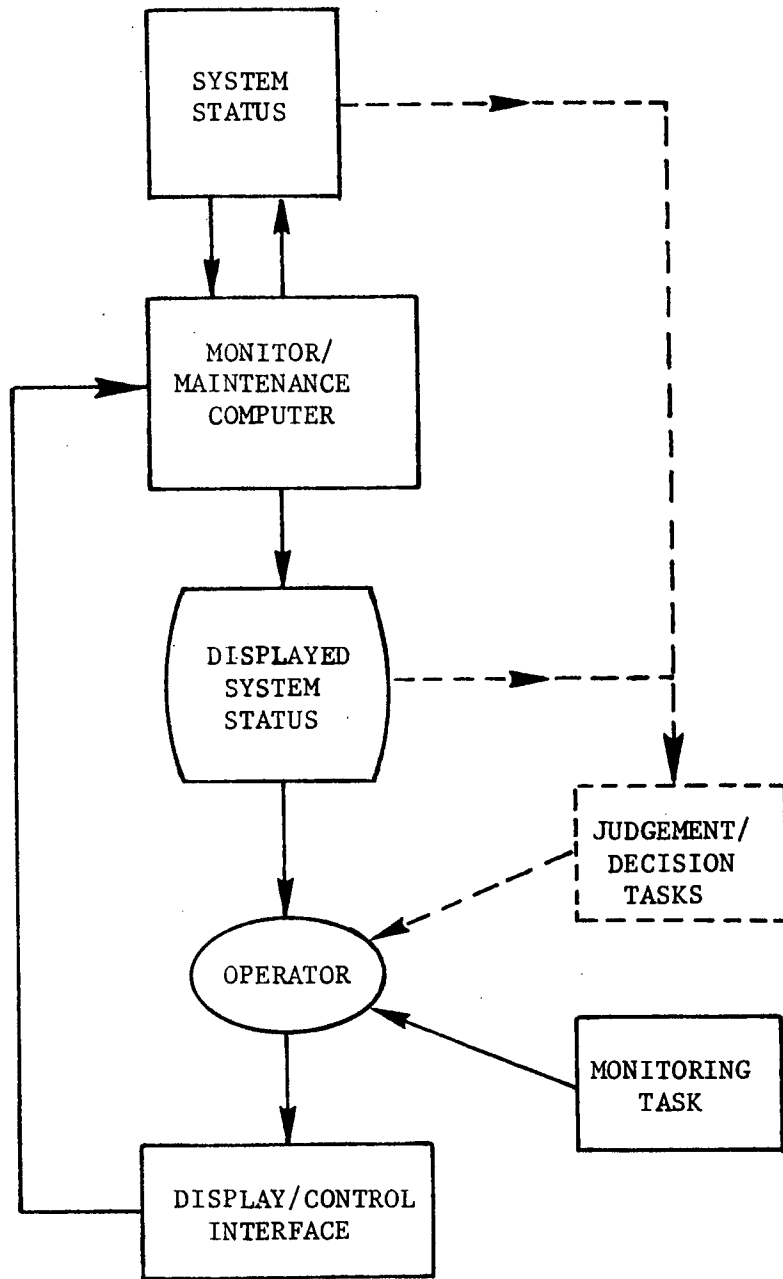 SYSTEM
STATUS
MONITOR/
MAINTENANCE
COMPUTER
DISPLAYED
SYSTEM
STATUS
JUDGEMENT/
DECISION
TASKS
OPERATOR
MONITORING
TASK
DISPLAY/CONTROL
INTERFACE